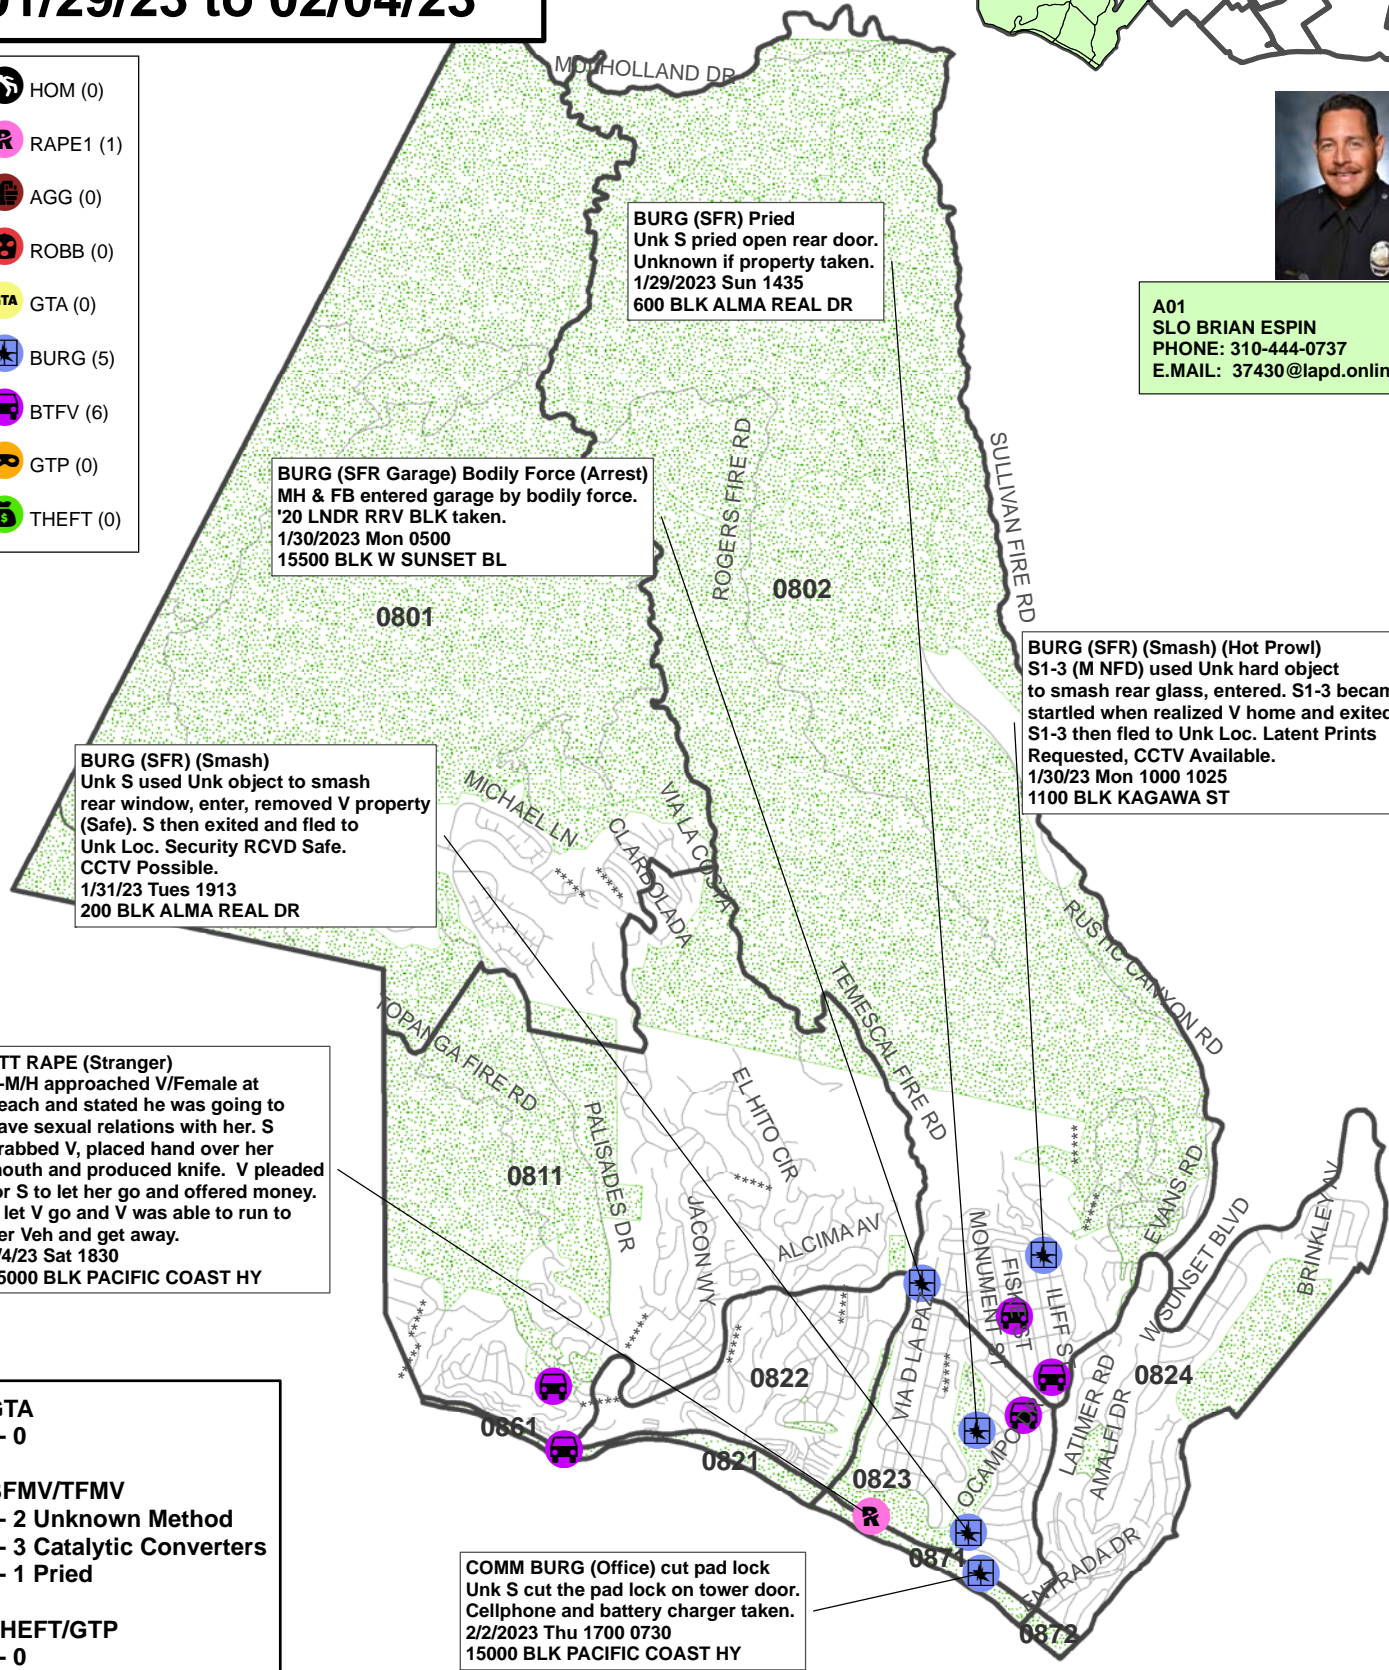 01/29/23 to 02/04/23
HOM (0)
RAPE1 (1)
AGG (0)
ROBB (0)
GTA (0)
BURG (5)
BTFV (6)
GTP (0)
THEFT (0)
MULHOLLAND DR
A01
SLO BRIAN ESPIN
PHONE: 310-444-0737
E.MAIL: 37430@lapd.onlin
BURG (SFR) Pried
Unk S pried open rear door.
Unknown if property taken.
1/29/2023 Sun 1435
600 BLK ALMA REAL DR
BURG (SFR Garage) Bodily Force (Arrest)
MH & FB entered garage by bodily force.
'20 LNDR RRV BLK taken.
1/30/2023 Mon 0500
15500 BLK W SUNSET BL
ROGERS FIRE RD
SULLIVAN FIRE RD
0801
0802
BURG (SFR) (Smash) (Hot Prowl)
S1-3 (M NFD) used Unk hard object
to smash rear glass, entered. S1-3 becam
startled when realized V home and exited
S1-3 then fled to Unk Loc. Latent Prints
Requested, CCTV Available.
1/30/23 Mon 1000 1025
1100 BLK KAGAWA ST
BURG (SFR) (Smash)
Unk S used Unk object to smash
rear window, enter, removed V property
(Safe). S then exited and fled to
Unk Loc. Security RCVD Safe.
CCTV Possible.
1/31/23 Tues 1913
200 BLK ALMA REAL DR
MICHAEL LN
CLARBOLADA
VIA LA COSTA
*****
*****
RUSTIC CANYON RD
TEMESCAL FIRE RD
TOPANGA FIRE RD
TT RAPE (Stranger)
-M/H approached V/Female at
each and stated he was going to
ave sexual relations with her. S
rabbed V, placed hand over her
outh and produced knife. V pleaded
or S to let her go and offered money.
let V go and V was able to run to
er Veh and get away.
/4/23 Sat 1830
5000 BLK PACIFIC COAST HY
0811
PALISADES DR
JACON WY
EL HITO CIR
*****
ALCIMA AV
*****
*****
EVANS RD
W SUNSET BLVD
BRINKLEY AV
MONUMENT ST
FISKE ST
ILIFF ST
VIA D LA PAZ
*****
*****
*****
*****
*****
*****
*****
0822
0824
LATIMER RD
AMALFI DR
0861
0821
0823
OCAMPO DR
0871
ENTRADA DR
0872
GTA
- 0
BFMV/TFMV
- 2 Unknown Method
- 3 Catalytic Converters
- 1 Pried
THEFT/GTP
- 0
COMM BURG (Office) cut pad lock
Unk S cut the pad lock on tower door.
Cellphone and battery charger taken.
2/2/2023 Thu 1700 0730
15000 BLK PACIFIC COAST HY